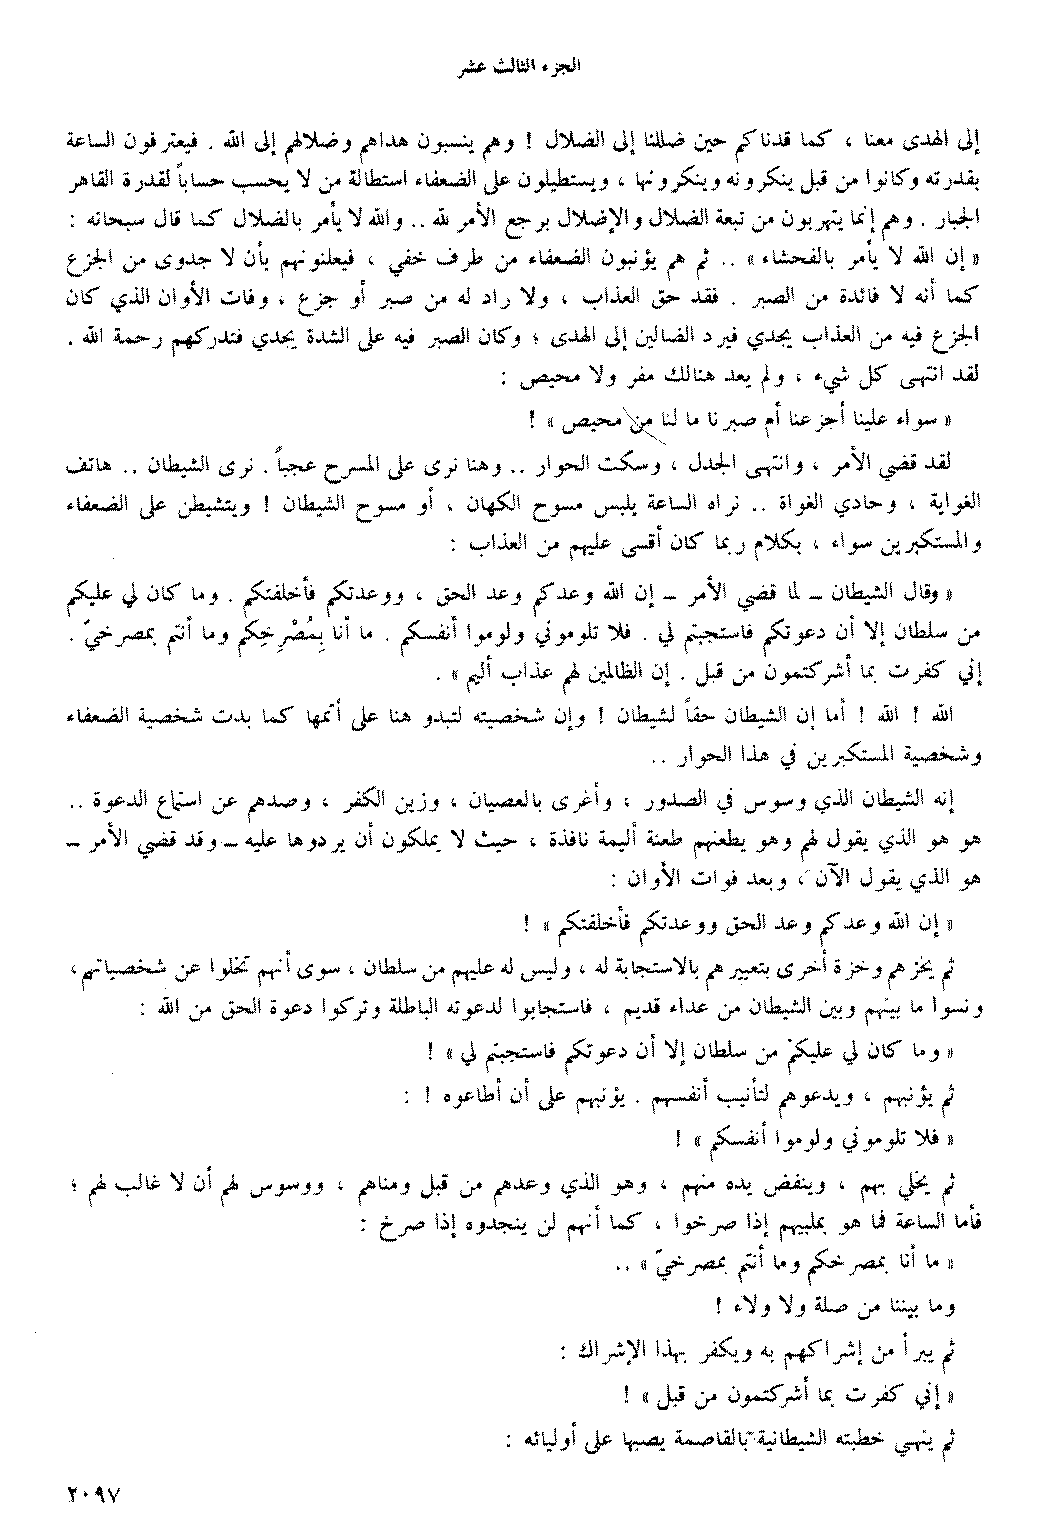 الجزء الثالث عشر
إلى الهدى معنا ، كما قدناكم حين ضللنا إلى الضلال ! وهم ينسبون هداهم وضلالهم إلى الله . فيعترفون الساعة
بقدرته وكانوا من قبل ينكرونه وينكرونها ، ويستطيلون على الضعفاء استطالة من لا يحسب حساباً لقدرة القاهر
الجبار . وهم إنما يتهربون من تبعة الضلال والإضلال برجع الأمر لله .. والله لا يأمر بالضلال كما قال سبحانه :
« إن الله لا يأمر بالفحشاء » .. ثم هم يؤنبون الضعفاء من طرف خفي ، فيعلنونهم بأن لا جدوى من الجزع
كما أنه لا فائدة من الصبر . فقد حق العذاب ، ولا راد له من صبر أو جزع ، وفات الأوان الذي كان
الجزع فيه من العذاب يجدي فيرد الضالين إلى الهدى ؛ وكان الصبر فيه على الشدة يجدي فتدركهم رحمة الله .
لقد انتهى كل شيء ، ولم يعد هنالك مفر ولا محيص :
« سواء علينا أجزعنا أم صبرنا ما لنا من محيص » !
لقد قضي الأمر ، وانتهى الجدل ، وسكت الحوار .. وهنا نرى على المسرح عجباً . نرى الشيطان .. هاتف
الغواية ، وحادي الغواة .. نراه الساعة يلبس مسوح الكهان ، أو مسوح الشيطان ! ويتشيطن على الضعفاء
والمستكبرين سواء ، بكلام ربما كان أقسى عليهم من العذاب :
« وقال الشيطان – لما قضي الأمر – إن الله وعدكم وعد الحق ، ووعدتكم فأخلفتكم . وما كان لي عليكم
من سلطان إلا أن دعوتكم فاستجبتم لي . فلا تلوموني ولوموا أنفسكم . ما أنا بِمُصْرِخِكم وما أنتم بمصرخيّ .
إني كفرت بما أشركتمون من قبل . إن الظالمين لهم عذاب أليم » .
الله ! الله ! أما إن الشيطان حقاً لشيطان ! وإن شخصيته لتبدو هنا على أتمها كما بدت شخصية الضعفاء
وشخصية المستكبرين في هذا الحوار ..
إنه الشيطان الذي وسوس في الصدور ، وأغرى بالعصيان ، وزين الكفر ، وصدهم عن استماع الدعوة ..
هو هو الذي يقول لهم وهو يطعنهم طعنة أليمة نافذة ، حيث لا يملكون أن يردوها عليه – وقد قضي الأمر –
هو الذي يقول الآن ، وبعد فوات الأوان :
« إن الله وعدكم وعد الحق ووعدتكم فأخلفتكم » !
ثم يخزهم وخزة أخرى بتعييرهم بالاستجابة له ، وليس له عليهم من سلطان ، سوى أنهم تخلوا عن شخصياتهم ،
ونسوا ما بينهم وبين الشيطان من عداء قديم ، فاستجابوا لدعوته الباطلة وتركوا دعوة الحق من الله :
« وما كان لي عليكم من سلطان إلا أن دعوتكم فاستجبتم لي » !
ثم يؤنبهم ، ويدعوهم لتأنيب أنفسهم . يؤنبهم على أن أطاعوه ! :
« فلا تلوموني ولوموا أنفسكم » !
ثم يخلي بهم ، وينفض يده منهم ، وهو الذي وعدهم من قبل ومناهم ، ووسوس لهم أن لا غالب لهم ؛
فأما الساعة فما هو بملبيهم إذا صرخوا ، كما أنهم لن ينجدوه إذا صرخ :
« ما أنا بمصرخكم وما أنتم بمصرخيّ » ..
وما بيننا من صلة ولا ولاء !
ثم يبرأ من إشراكهم به ويكفر بهذا الإشراك :
« إني كفرت بما أشركتمون من قبل » !
ثم ينهي خطبته الشيطانية بالقاصمة يصبها على أوليائه :
٢٠٩٧